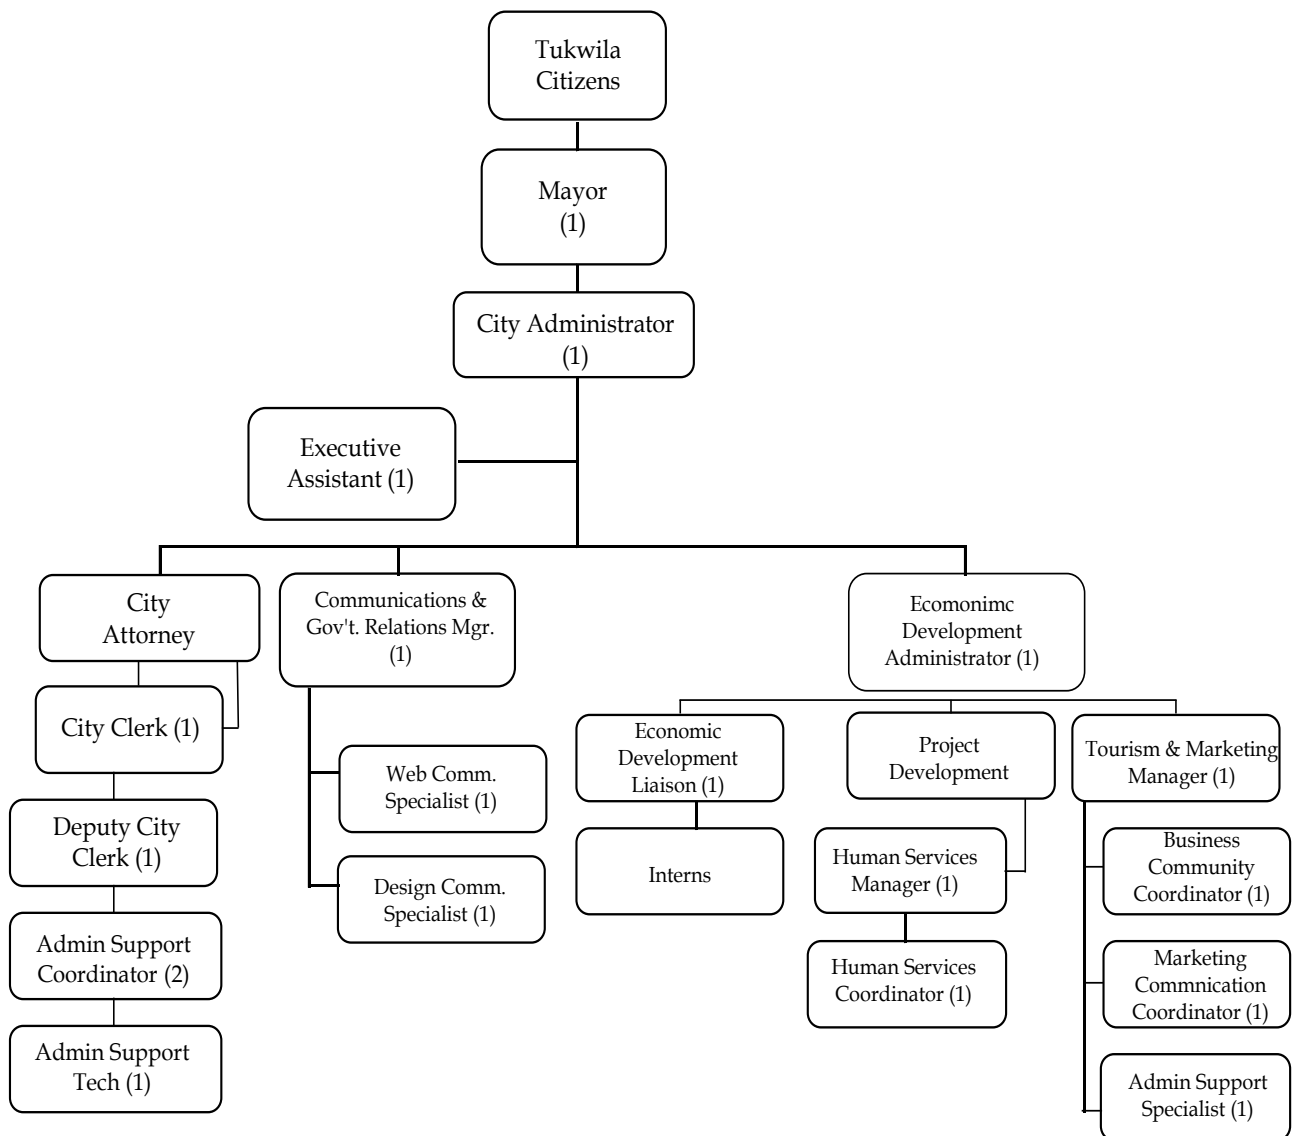 Tukwila
Citizens
Mayor
(1)
City Administrator
(1)
Executive
Assistant (1)
City
Attorney
Communications &
Gov't. Relations Mgr.
(1)
Ecomonimc
Development
Administrator (1)
City Clerk (1)
Deputy City
Clerk (1)
Admin Support
Coordinator (2)
Admin Support
Tech (1)
Web Comm.
Specialist (1)
Design Comm.
Specialist (1)
Economic
Development
Liaison (1)
Interns
Project
Development
Human Services
Manager (1)
Human Services
Coordinator (1)
Tourism & Marketing
Manager (1)
Business
Community
Coordinator (1)
Marketing
Commnication
Coordinator (1)
Admin Support
Specialist (1)